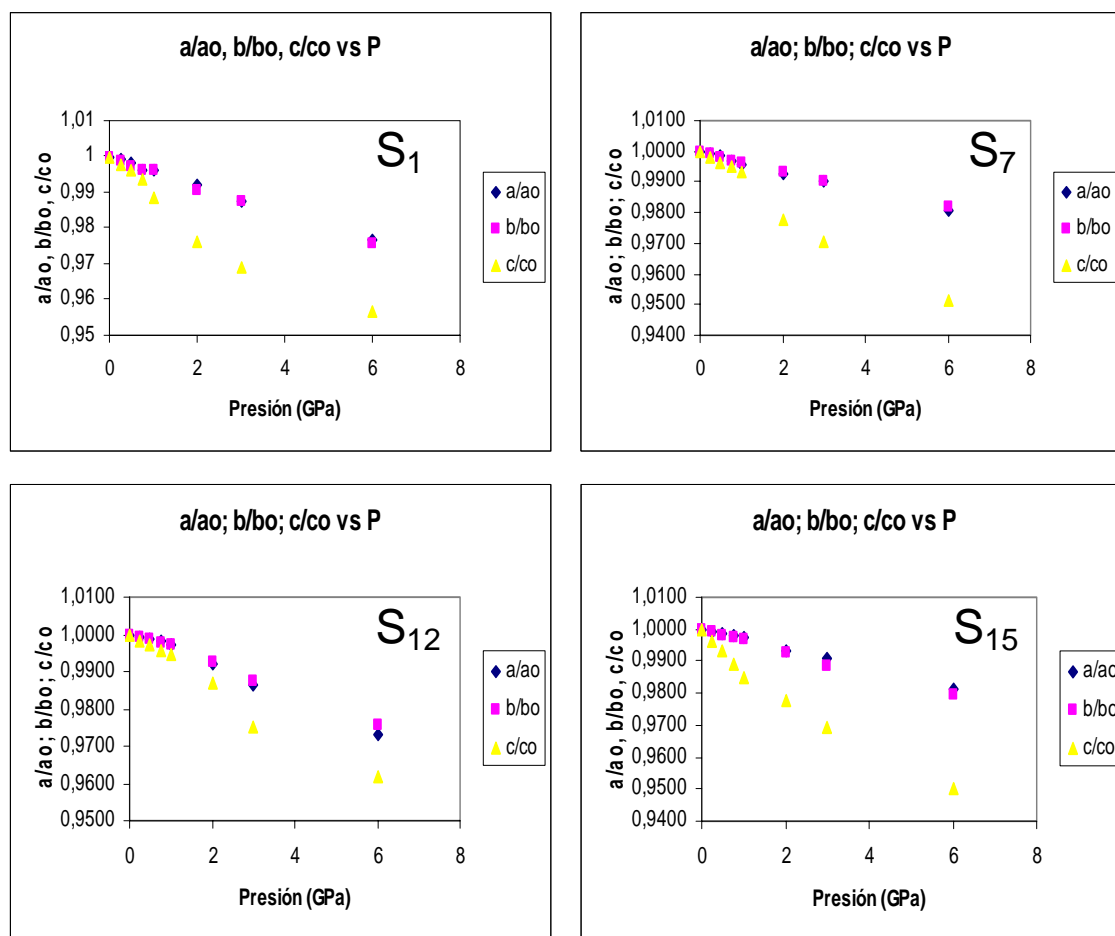 a/ao, b/bo, c/co vs P
S1
1,01
1
0,99
0,98
0,97
0,96
0,95
a/ao, b/bo, c/co
0 2 4 6 8
Presión (GPa)
a/ao
b/bo
c/co
a/ao; b/bo; c/co vs P
S7
1,0100
1,0000
0,9900
0,9800
0,9700
0,9600
0,9500
0,9400
a/ao; b/bo; c/co
0 2 4 6 8
Presión (GPa)
a/ao
b/bo
c/co
a/ao; b/bo; c/co vs P
S12
1,0100
1,0000
0,9900
0,9800
0,9700
0,9600
0,9500
a/ao; b/bo; c/co
0 2 4 6 8
Presión (GPa)
a/ao
b/bo
c/co
a/ao; b/bo; c/co vs P
S15
1,0100
1,0000
0,9900
0,9800
0,9700
0,9600
0,9500
0,9400
a/ao, b/bo, c/co
0 2 4 6 8
Presión (GPa)
a/ao
b/bo
c/co